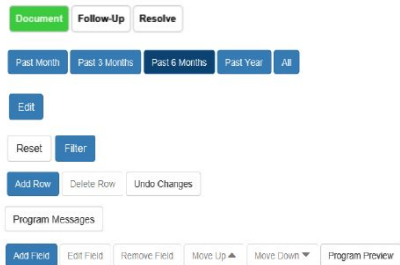 Document Follow-Up Resolve
Past Month Past 3 Months Past 6 Months Past Year All
Edit
Reset Filter
Add Row Delete Row Undo Changes
Program Messages
Add Field Edit Field Remove Field Move Up▲ Move Down▼ Program Preview